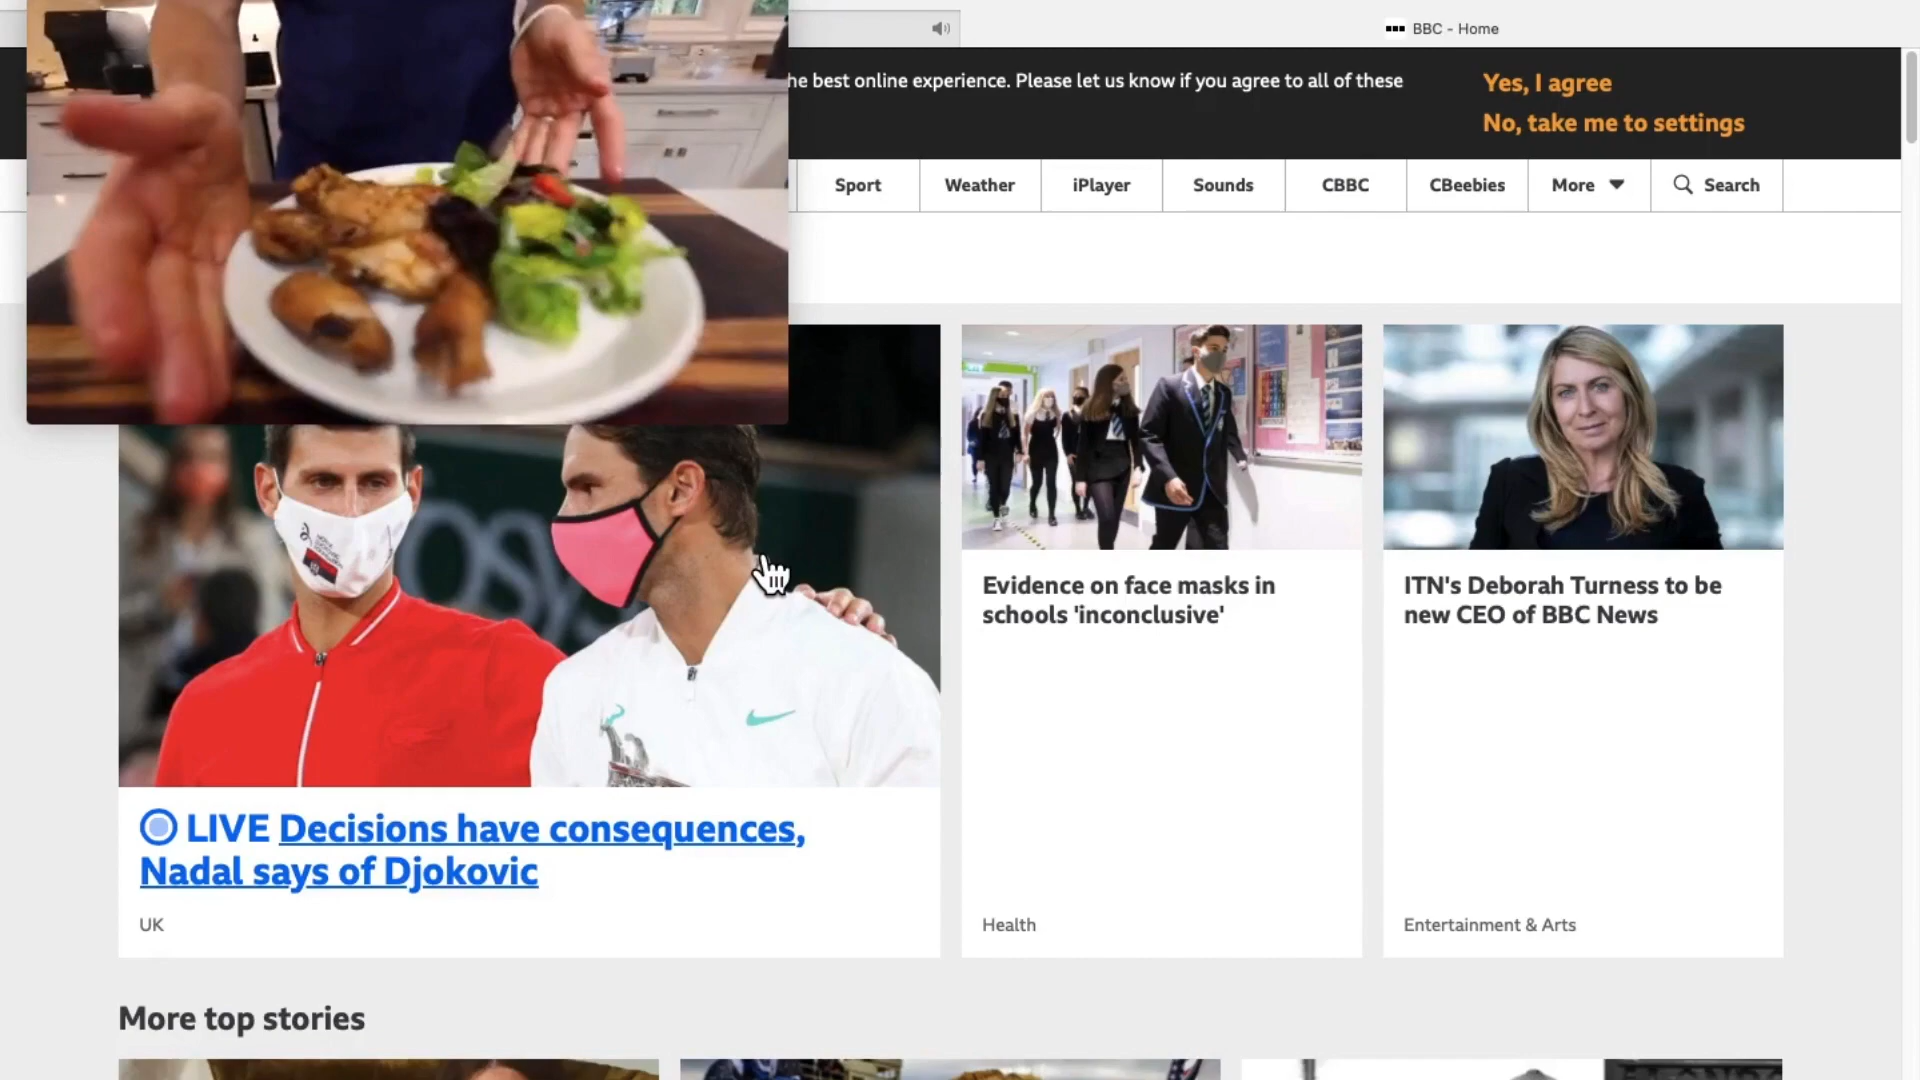 BBC - Home
he best online experience. Please let us know if you agree to all of these
Yes, I agree
No, take me to settings
Sport
Weather
iPlayer
Sounds
CBBC
CBeebies
More
Search
LIVE Decisions have consequences,
Nadal says of Djokovic
UK
Evidence on face masks in
schools 'inconclusive'
Health
ITN's Deborah Turness to be
new CEO of BBC News
Entertainment & Arts
More top stories